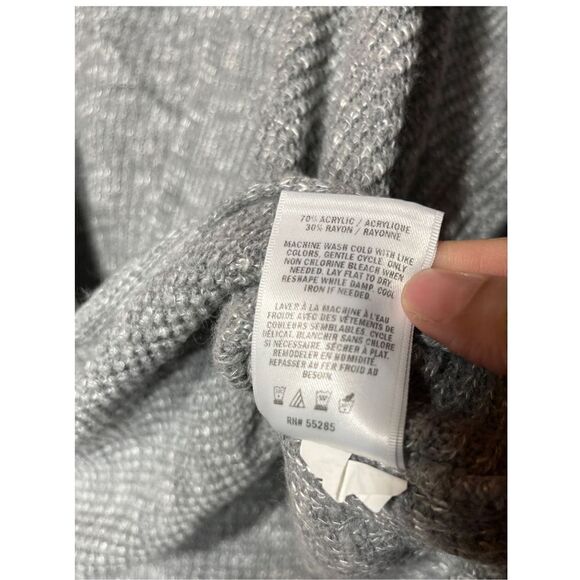 70% ACRYLIC / ACRYLIQUE
30% RAYON / RAYONNE
MACHINE WASH COLD WITH LIKE
COLORS, GENTLE CYCLE. ONLY
NON CHLORINE BLEACH WHEN
NEEDED. LAY FLAT TO DRY.
RESHAPE WHILE DAMP. COOL
IRON IF NEEDED.
LAVER À LA MACHINE À L'EAU
FROIDE AVEC DES VÊTEMENTS DE
COULEURS SEMBLABLES, CYCLE
DÉLICAT. BLANCHIR SANS CHLORE
SI NÉCESSAIRE. SÉCHER À PLAT.
REMODELER EN HUMIDITÉ.
REPASSER AU FER FROID AU
BESOIN.
RN# 55285